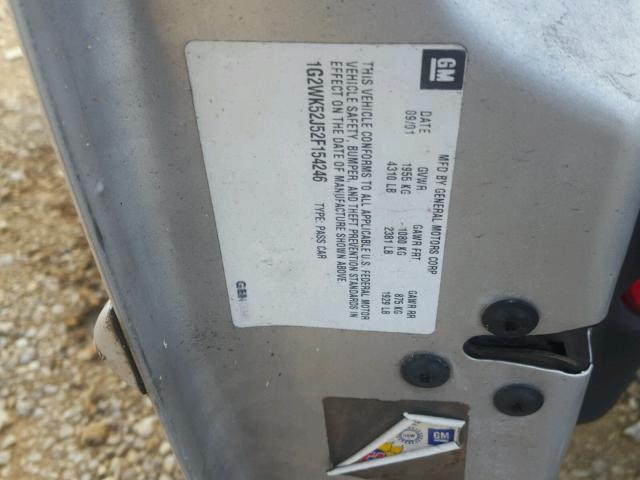 GM
MFD BY GENERAL MOTORS CORP
DATE GVWR GAWR FRT GAWR RR
09/01 1955 KG 1080 KG 875 KG
4310 LB 2381 LB 1929 LB
THIS VEHICLE CONFORMS TO ALL APPLICABLE U.S. FEDERAL MOTOR
VEHICLE SAFETY, BUMPER, AND THEFT PREVENTION STANDARDS IN
EFFECT ON THE DATE OF MANUFACTURE SHOWN ABOVE.
1G2WK52J52F154246 TYPE: PASS CAR
GM